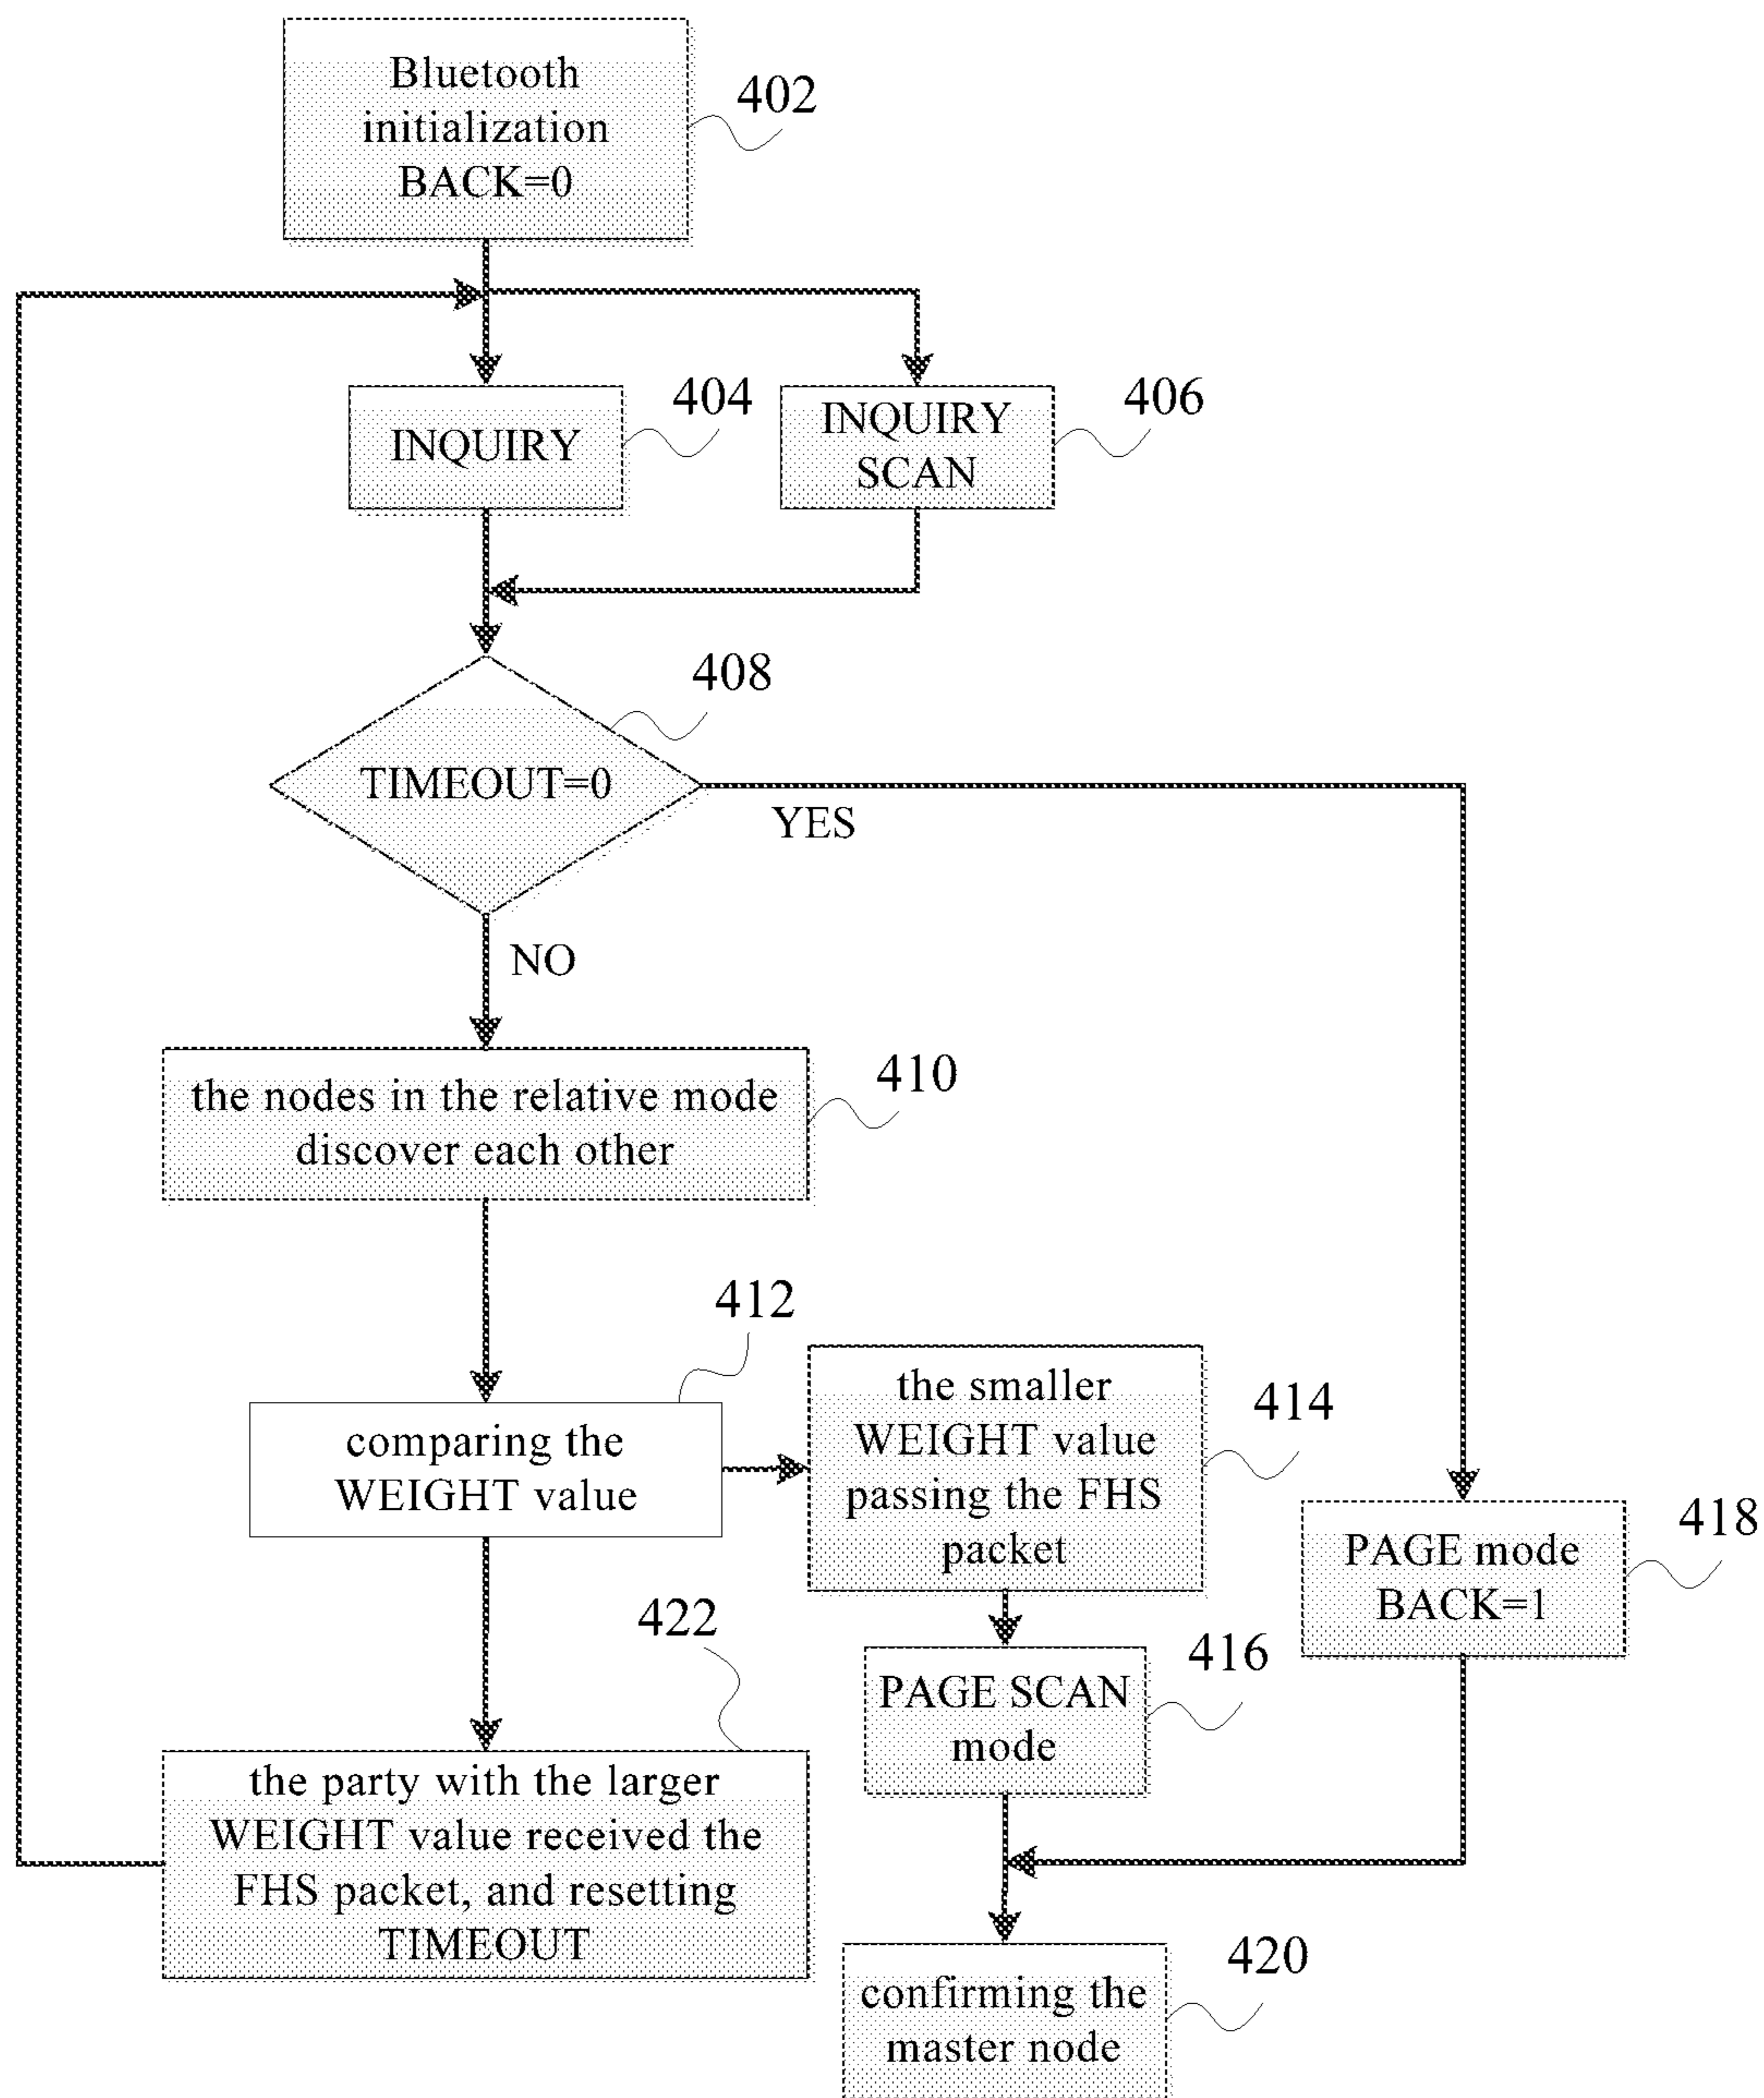 Bluetooth
initialization
BACK=0
402
INQUIRY
404
INQUIRY
SCAN
406
TIMEOUT=0
408
YES
NO
the nodes in the relative mode
discover each other
410
412
comparing the
WEIGHT value
the smaller
WEIGHT value
passing the FHS
packet
414
PAGE mode
BACK=1
418
PAGE SCAN
mode
416
422
the party with the larger
WEIGHT value received the
FHS packet, and resetting
TIMEOUT
confirming the
master node
420